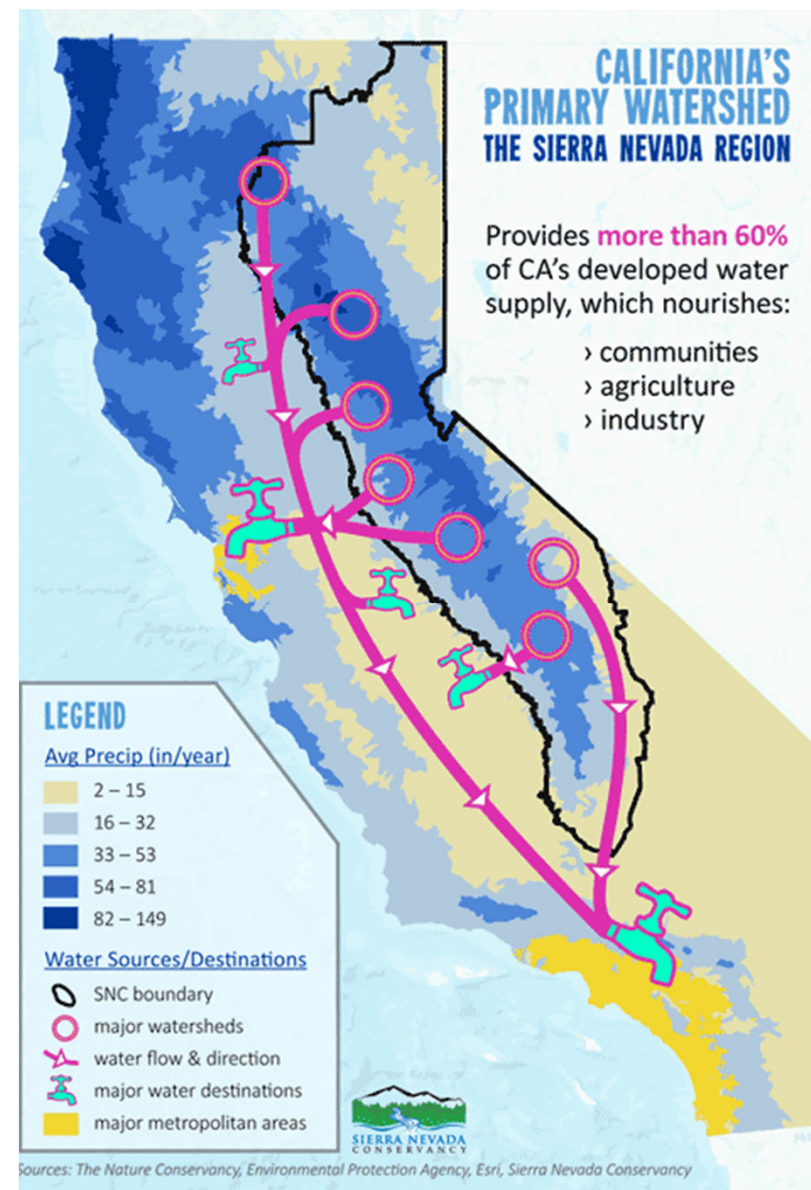 CALIFORNIA'S
PRIMARY WATERSHED
THE SIERRA NEVADA REGION
Provides more than 60%
of CA's developed water
supply, which nourishes:
› communities
› agriculture
› industry
LEGEND
Avg Precip (in/year)
2 – 15
16 – 32
33 – 53
54 – 81
82 – 149
Water Sources/Destinations
SNC boundary
major watersheds
water flow & direction
major water destinations
major metropolitan areas
SIERRA NEVADA
CONSERVANCY
Sources: The Nature Conservancy, Environmental Protection Agency, Esri, Sierra Nevada Conservancy